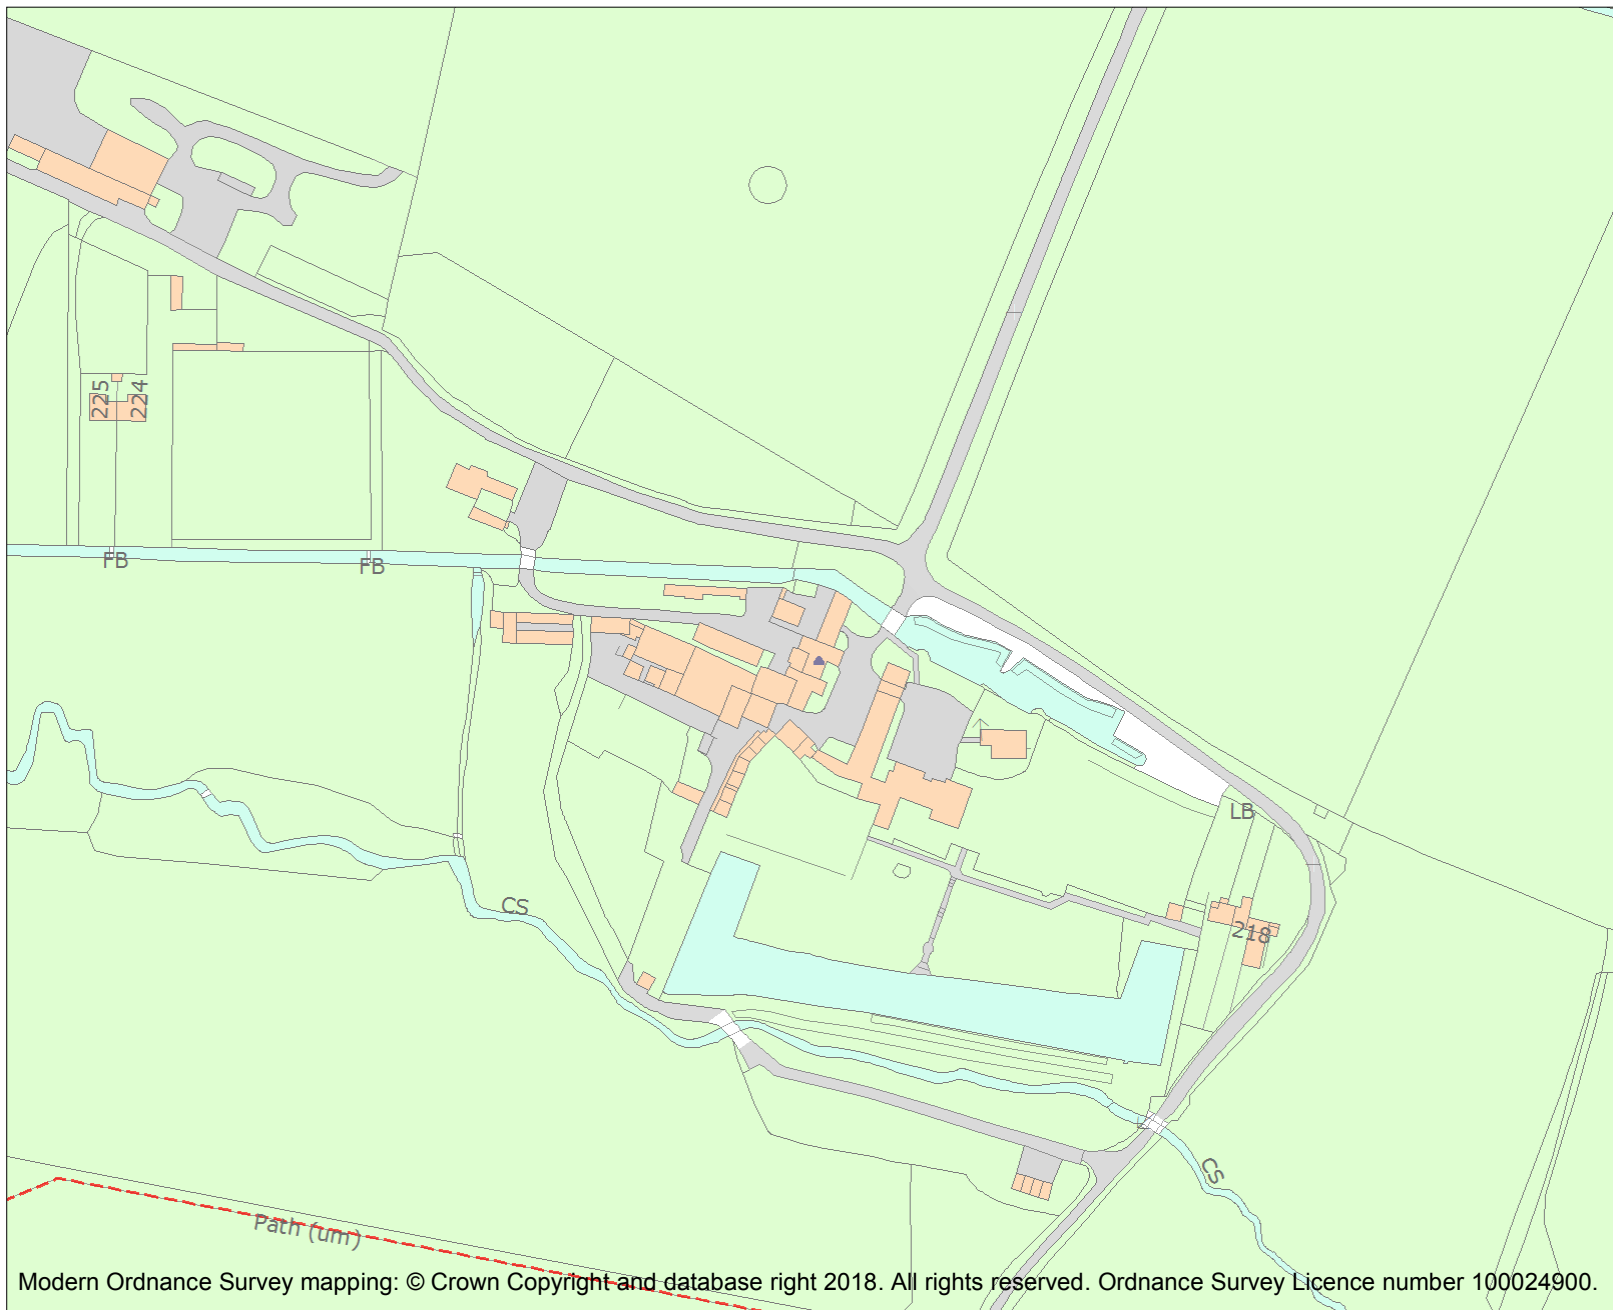 225
224
FB
FB
LB
CS
218
CS
Path (um)
Modern Ordnance Survey mapping: © Crown Copyright and database right 2018. All rights reserved. Ordnance Survey Licence number 100024900.